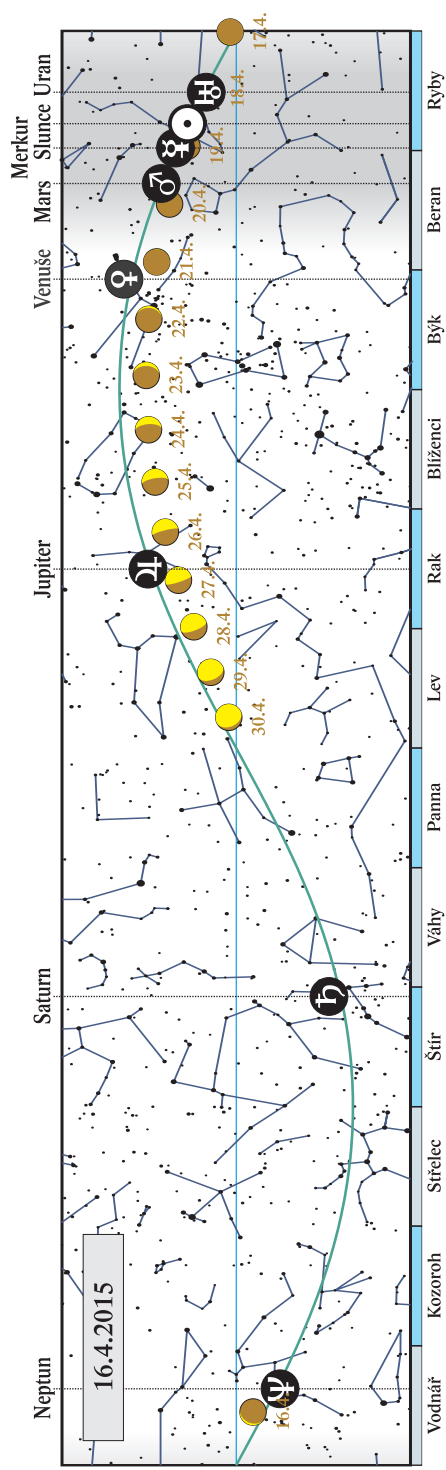 Neptun
Saturn
Jupiter
Venuše
Mars
Merkur
Slunce
Uran
16.4.2015
16.4.
30.4.
29.4.
28.4.
27.4.
26.4.
25.4.
24.4.
23.4.
22.4.
21.4.
20.4.
19.4.
18.4.
17.4.
Vodnář
Kozoroh
Střelec
Štír
Váhy
Panna
Lev
Rak
Blíženci
Býk
Beran
Ryby